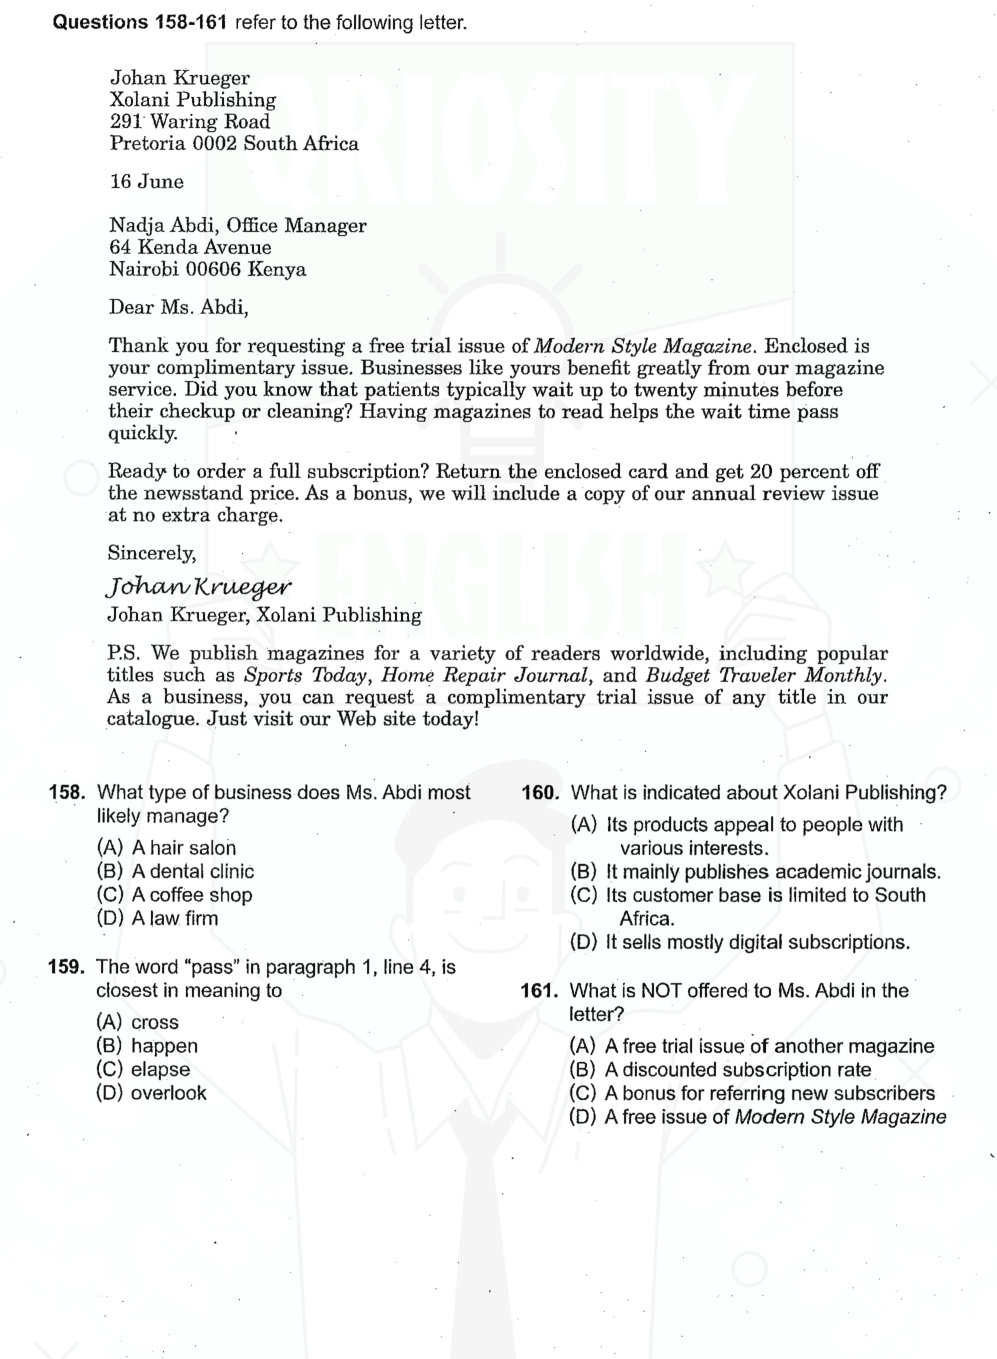 Questions 158-161 refer to the following letter.
Johan Krueger
Xolani Publishing
291 Waring Road
Pretoria 0002 South Africa
16 June
Nadja Abdi, Office Manager
64 Kenda Avenue
Nairobi 00606 Kenya
Dear Ms. Abdi,
Thank you for requesting a free trial issue of Modern Style Magazine. Enclosed is
your complimentary issue. Businesses like yours benefit greatly from our magazine
service. Did you know that patients typically wait up to twenty minutes before
their checkup or cleaning? Having magazines to read helps the wait time pass
quickly.
Ready to order a full subscription? Return the enclosed card and get 20 percent off
the newsstand price. As a bonus, we will include a copy of our annual review issue
at no extra charge.
Sincerely,
Johan Krueger
Johan Krueger, Xolani Publishing
P.S. We publish magazines for a variety of readers worldwide, including popular
titles such as Sports Today, Home Repair Journal, and Budget Traveler Monthly.
As a business, you can request a complimentary trial issue of any title in our
catalogue. Just visit our Web site today!
158. What type of business does Ms. Abdi most
likely manage?
(A) A hair salon
(B) A dental clinic
(C) A coffee shop
(D) A law firm
159. The word “pass” in paragraph 1, line 4, is
closest in meaning to
(A) cross
(B) happen
(C) elapse
(D) overlook
160. What is indicated about Xolani Publishing?
(A) Its products appeal to people with
various interests.
(B) It mainly publishes academic journals.
(C) Its customer base is limited to South
Africa.
(D) It sells mostly digital subscriptions.
161. What is NOT offered to Ms. Abdi in the
letter?
(A) A free trial issue of another magazine
(B) A discounted subscription rate
(C) A bonus for referring new subscribers
(D) A free issue of Modern Style Magazine
QRIOSITY
ENGLISH